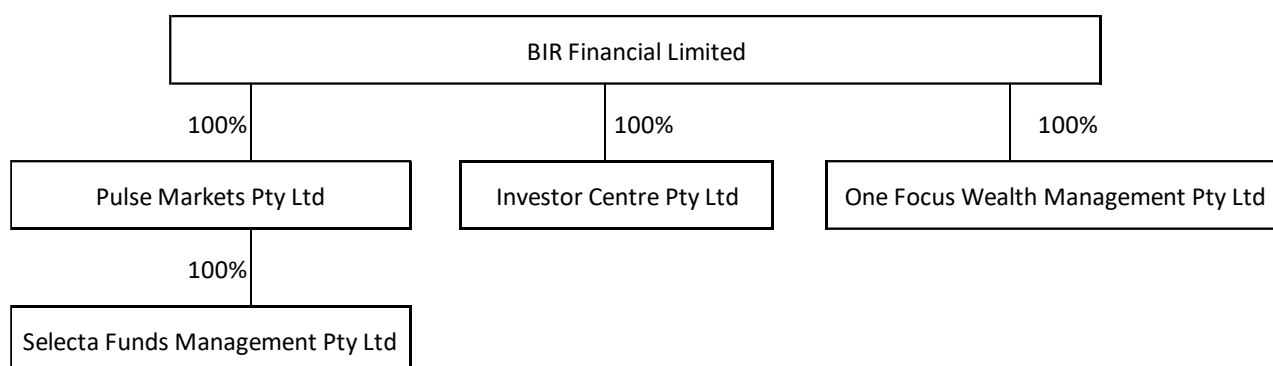 BIR Financial Limited
100%
100%
100%
Pulse Markets Pty Ltd
Investor Centre Pty Ltd
One Focus Wealth Management Pty Ltd
100%
Selecta Funds Management Pty Ltd